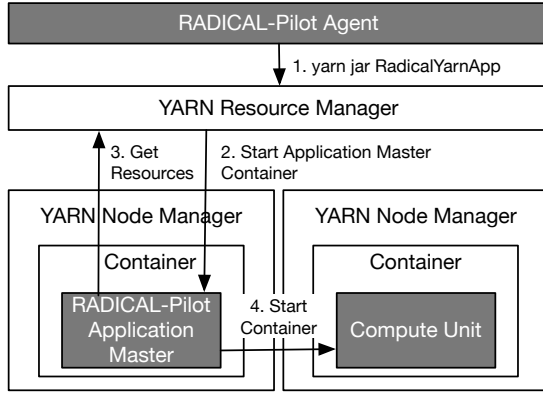 RADICAL-Pilot Agent
1. yarn jar RadicalYarnApp
YARN Resource Manager
3. Get
Resources
2. Start Application Master
Container
YARN Node Manager
Container
RADICAL-Pilot
Application
Master
4. Start
Container
YARN Node Manager
Container
Compute Unit